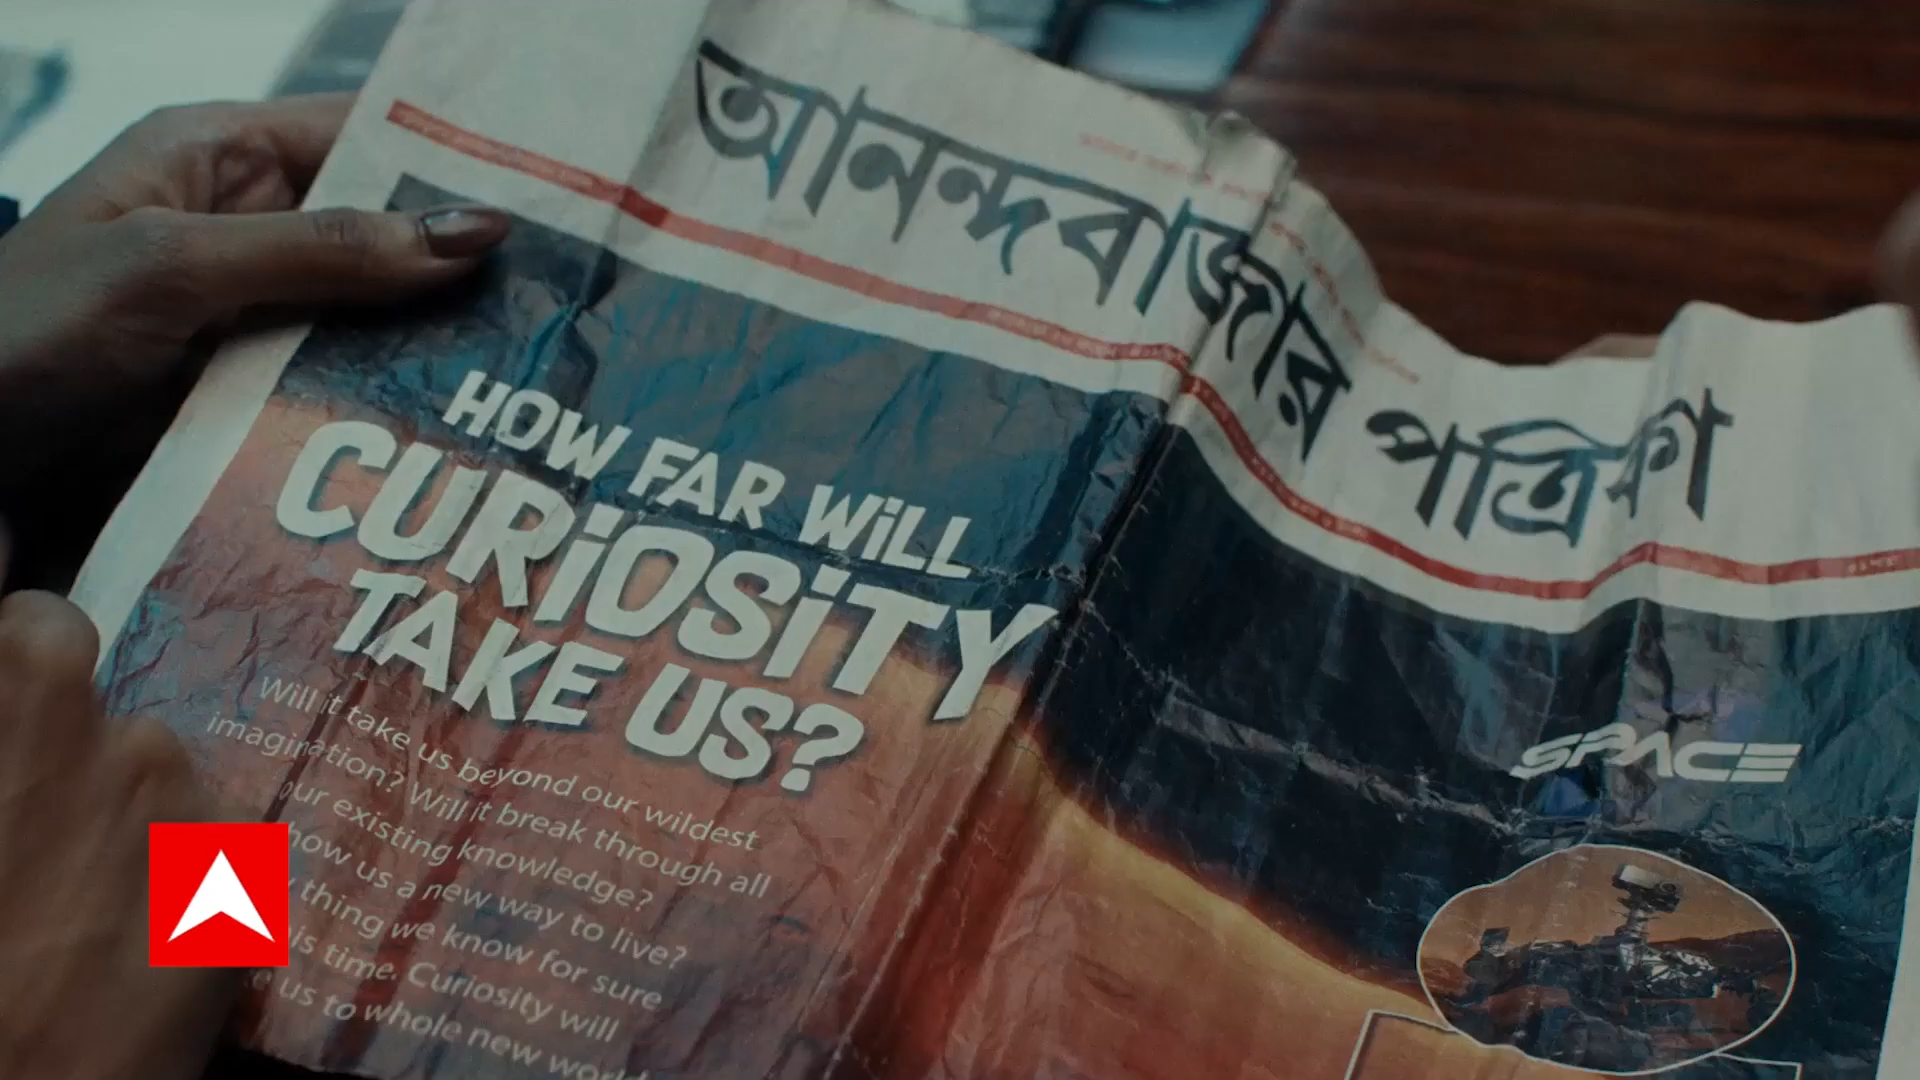 আনন্দবাজার পত্রিকা
HOW FAR WiLL
CURiOSiTY
TAKE US?
Will it take us beyond our wildest
imagination? Will it break through all
our existing knowledge?
how us a new way to live?
thing we know for sure
is time. Curiosity will
us to whole new world
SPACE